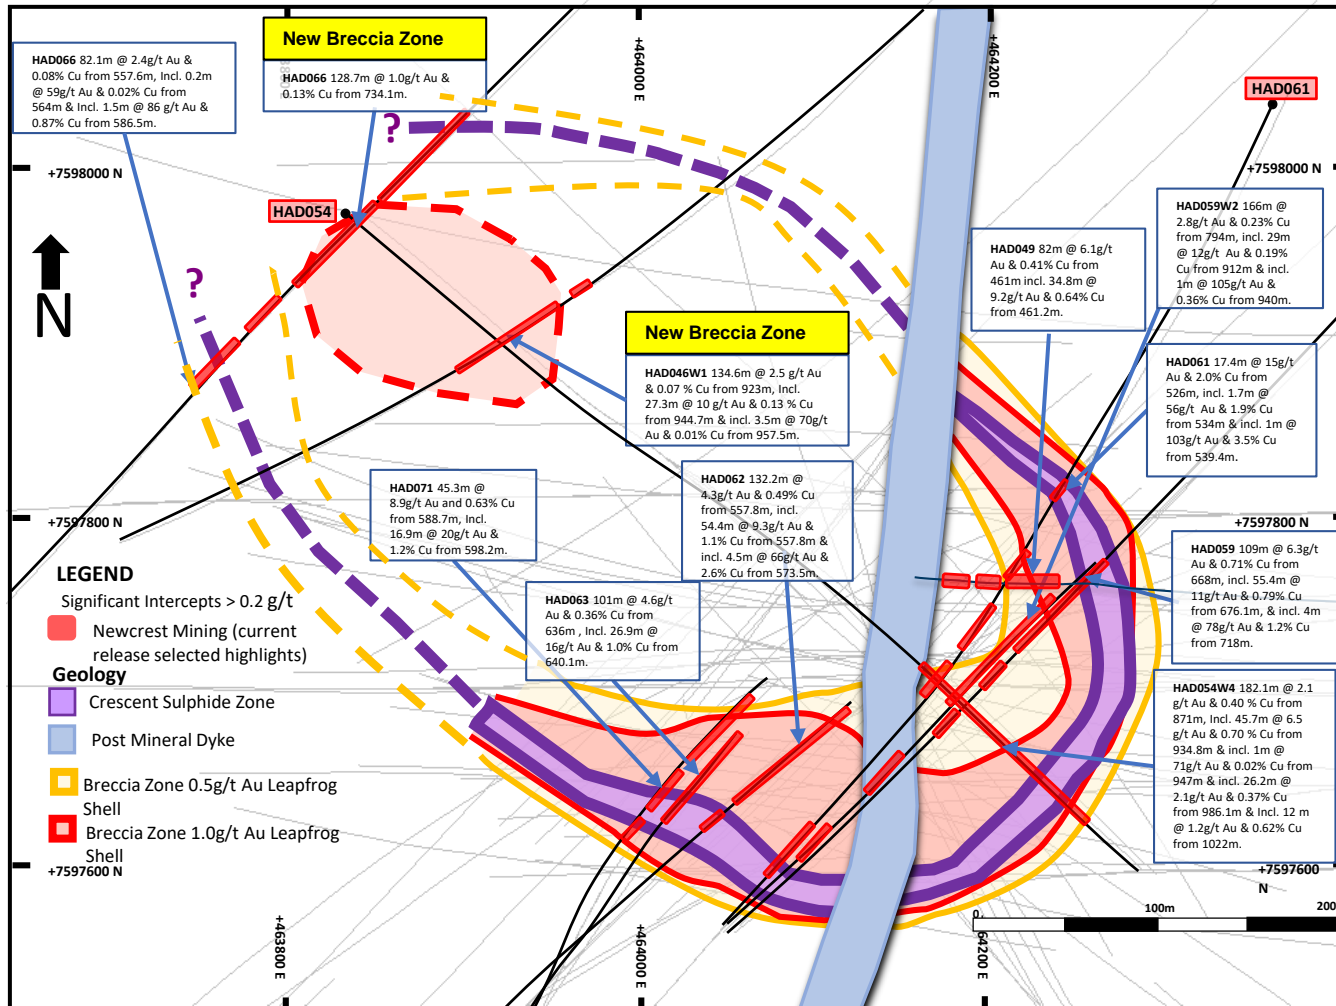 New Breccia Zone
HAD066 82.1m @ 2.4g/t Au &
0.08% Cu from 557.6m, Incl. 0.2m
@ 59g/t Au & 0.02% Cu from
564m & Incl. 1.5m @ 86 g/t Au &
0.87% Cu from 586.5m.
HAD066 128.7m @ 1.0g/t Au &
0.13% Cu from 734.1m.
+464000 E
+464200 E
HAD061
?
+7598000 N
+7598000 N
HAD054
?
N
HAD049 82m @ 6.1g/t
Au & 0.41% Cu from
461m incl. 34.8m @
9.2g/t Au & 0.64% Cu
from 461.2m.
HAD059W2 166m @
2.8g/t Au & 0.23% Cu
from 794m, incl. 29m
@ 12g/t Au & 0.19%
Cu from 912m & incl.
1m @ 105g/t Au &
0.36% Cu from 940m.
New Breccia Zone
HAD046W1 134.6m @ 2.5 g/t Au
& 0.07 % Cu from 923m, Incl.
27.3m @ 10 g/t Au & 0.13 % Cu
from 944.7m & incl. 3.5m @ 70g/t
Au & 0.01% Cu from 957.5m.
HAD061 17.4m @ 15g/t
Au & 2.0% Cu from
526m, incl. 1.7m @
56g/t Au & 1.9% Cu
from 534m & incl. 1m @
103g/t Au & 3.5% Cu
from 539.4m.
HAD071 45.3m @
8.9g/t Au and 0.63% Cu
from 588.7m, Incl.
16.9m @ 20g/t Au &
1.2% Cu from 598.2m.
HAD062 132.2m @
4.3g/t Au & 0.49% Cu
from 557.8m, incl.
54.4m @ 9.3g/t Au &
1.1% Cu from 557.8m &
incl. 4.5m @ 66g/t Au &
2.6% Cu from 573.5m.
+7597800 N
+7597800 N
HAD059 109m @ 6.3g/t
Au & 0.71% Cu from
668m, incl. 55.4m @
11g/t Au & 0.79% Cu
from 676.1m, & incl. 4m
@ 78g/t Au & 1.2% Cu
from 718m.
HAD063 101m @ 4.6g/t
Au & 0.36% Cu from
636m , Incl. 26.9m @
16g/t Au & 1.0% Cu from
640.1m.
HAD054W4 182.1m @ 2.1
g/t Au & 0.40 % Cu from
871m, Incl. 45.7m @ 6.5
g/t Au & 0.70 % Cu from
934.8m & incl. 1m @
71g/t Au & 0.02% Cu from
947m & incl. 26.2m @
2.1g/t Au & 0.37% Cu
from 986.1m & Incl. 12 m
@ 1.2g/t Au & 0.62% Cu
from 1022m.
LEGEND
Significant Intercepts > 0.2 g/t
Newcrest Mining (current
release selected highlights)
Geology
Crescent Sulphide Zone
Post Mineral Dyke
Breccia Zone 0.5g/t Au Leapfrog
Shell
Breccia Zone 1.0g/t Au Leapfrog
Shell
+7597600 N
+7597600
N
0
100m
200
+463800 E
+464000 E
+64200 E